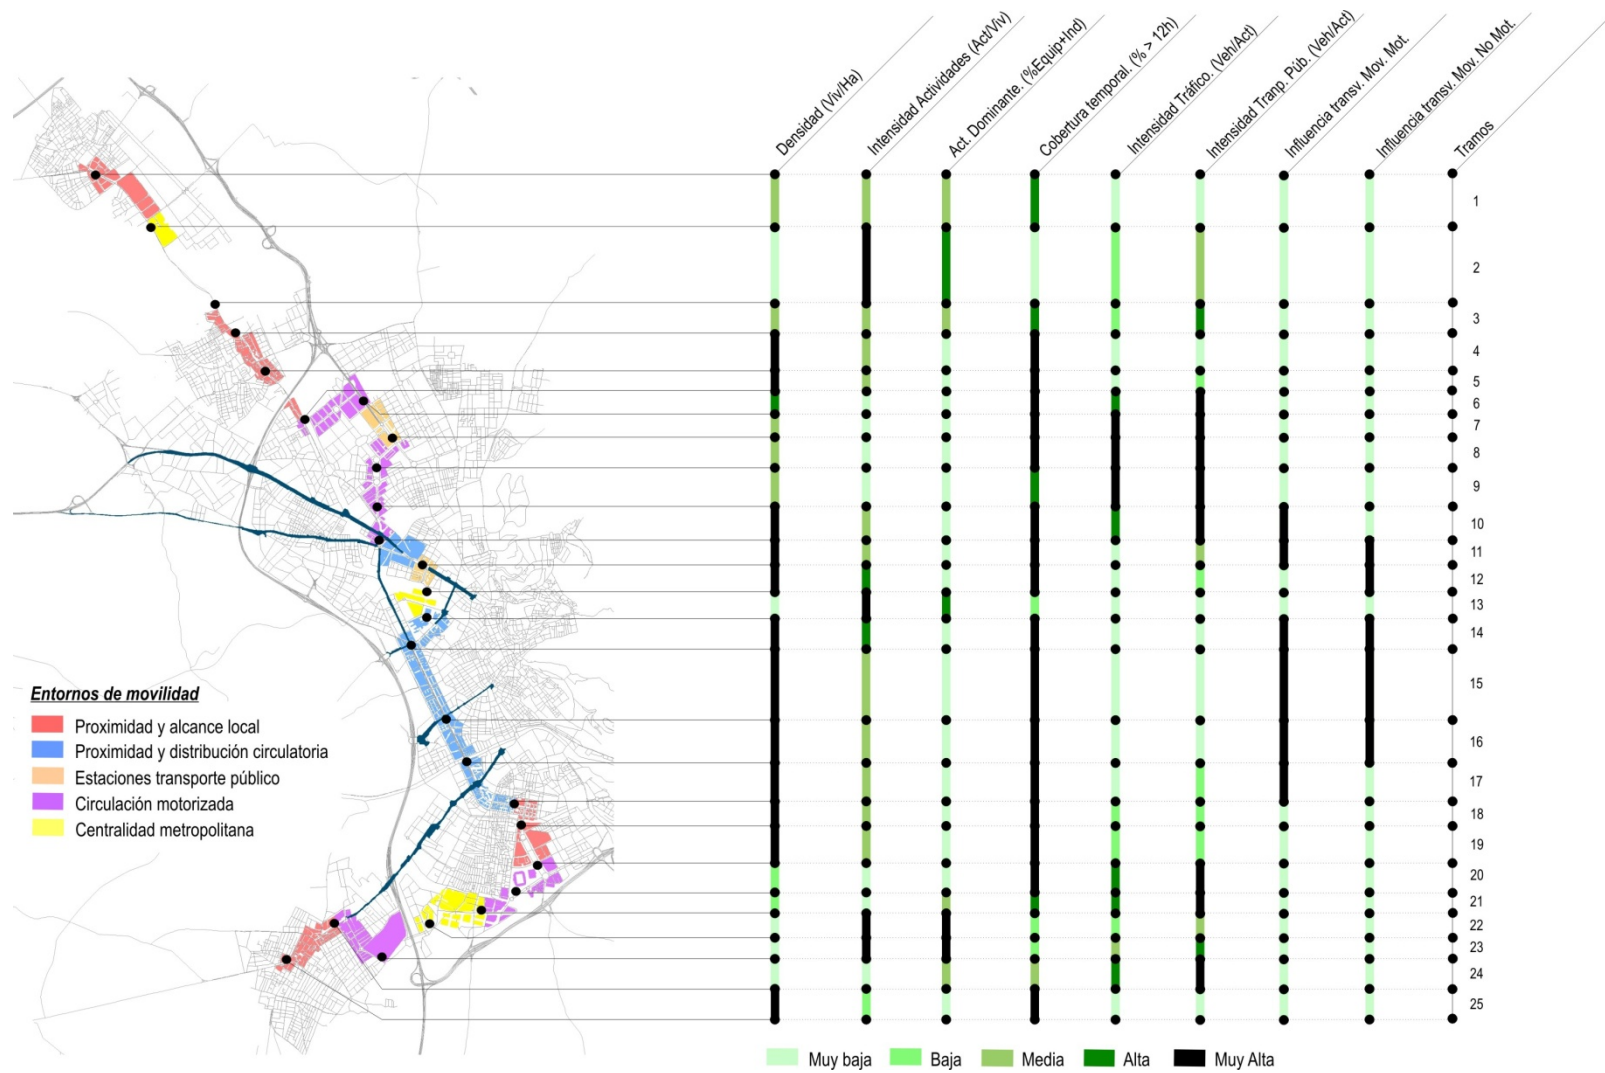 Densidad (Viv/Ha)
Intensidad Actividades (Act/Viv)
Act. Dominante. (%Equip+Ind)
Cobertura temporal. (% > 12h)
Intensidad Tráfico. (Veh/Act)
Intensidad Tranp. Púb. (Veh/Act)
Influencia transv. Mov. Mot.
Influencia transv. Mov. No Mot.
Tramos
1
2
3
4
5
6
7
8
9
10
11
12
13
14
15
16
17
18
19
20
21
22
23
24
25
Entornos de movilidad
Proximidad y alcance local
Proximidad y distribución circulatoria
Estaciones transporte público
Circulación motorizada
Centralidad metropolitana
Muy baja
Baja
Media
Alta
Muy Alta